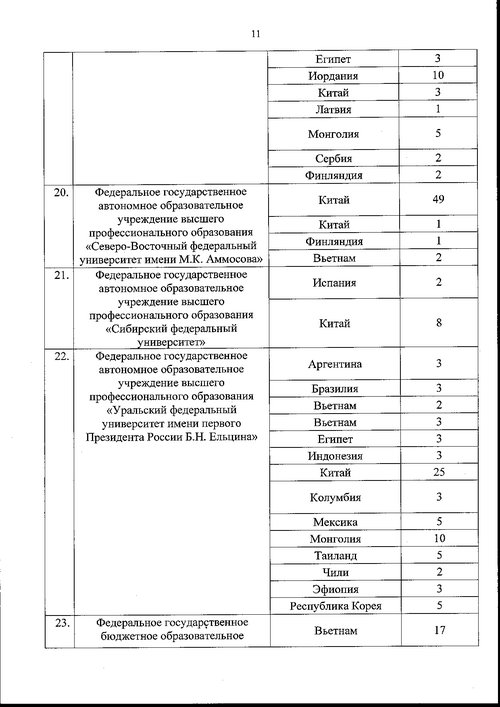 11
Египет 3
Иордания 10
Китай 3
Латвия 1
Монголия 5
Сербия 2
Финляндия 2
20. Федеральное государственное
автономное образовательное
учреждение высшего
профессионального образования
«Северо-Восточный федеральный
университет имени М.К. Аммосова»
Китай 49
Китай 1
Финляндия 1
Вьетнам 2
21. Федеральное государственное
автономное образовательное
учреждение высшего
профессионального образования
«Сибирский федеральный
университет»
Испания 2
Китай 8
22. Федеральное государственное
автономное образовательное
учреждение высшего
профессионального образования
«Уральский федеральный
университет имени первого
Президента России Б.Н. Ельцина»
Аргентина 3
Бразилия 3
Вьетнам 2
Вьетнам 3
Египет 3
Индонезия 3
Китай 25
Колумбия 3
Мексика 5
Монголия 10
Таиланд 5
Чили 2
Эфиопия 3
Республика Корея 5
23. Федеральное государственное
бюджетное образовательное
Вьетнам 17